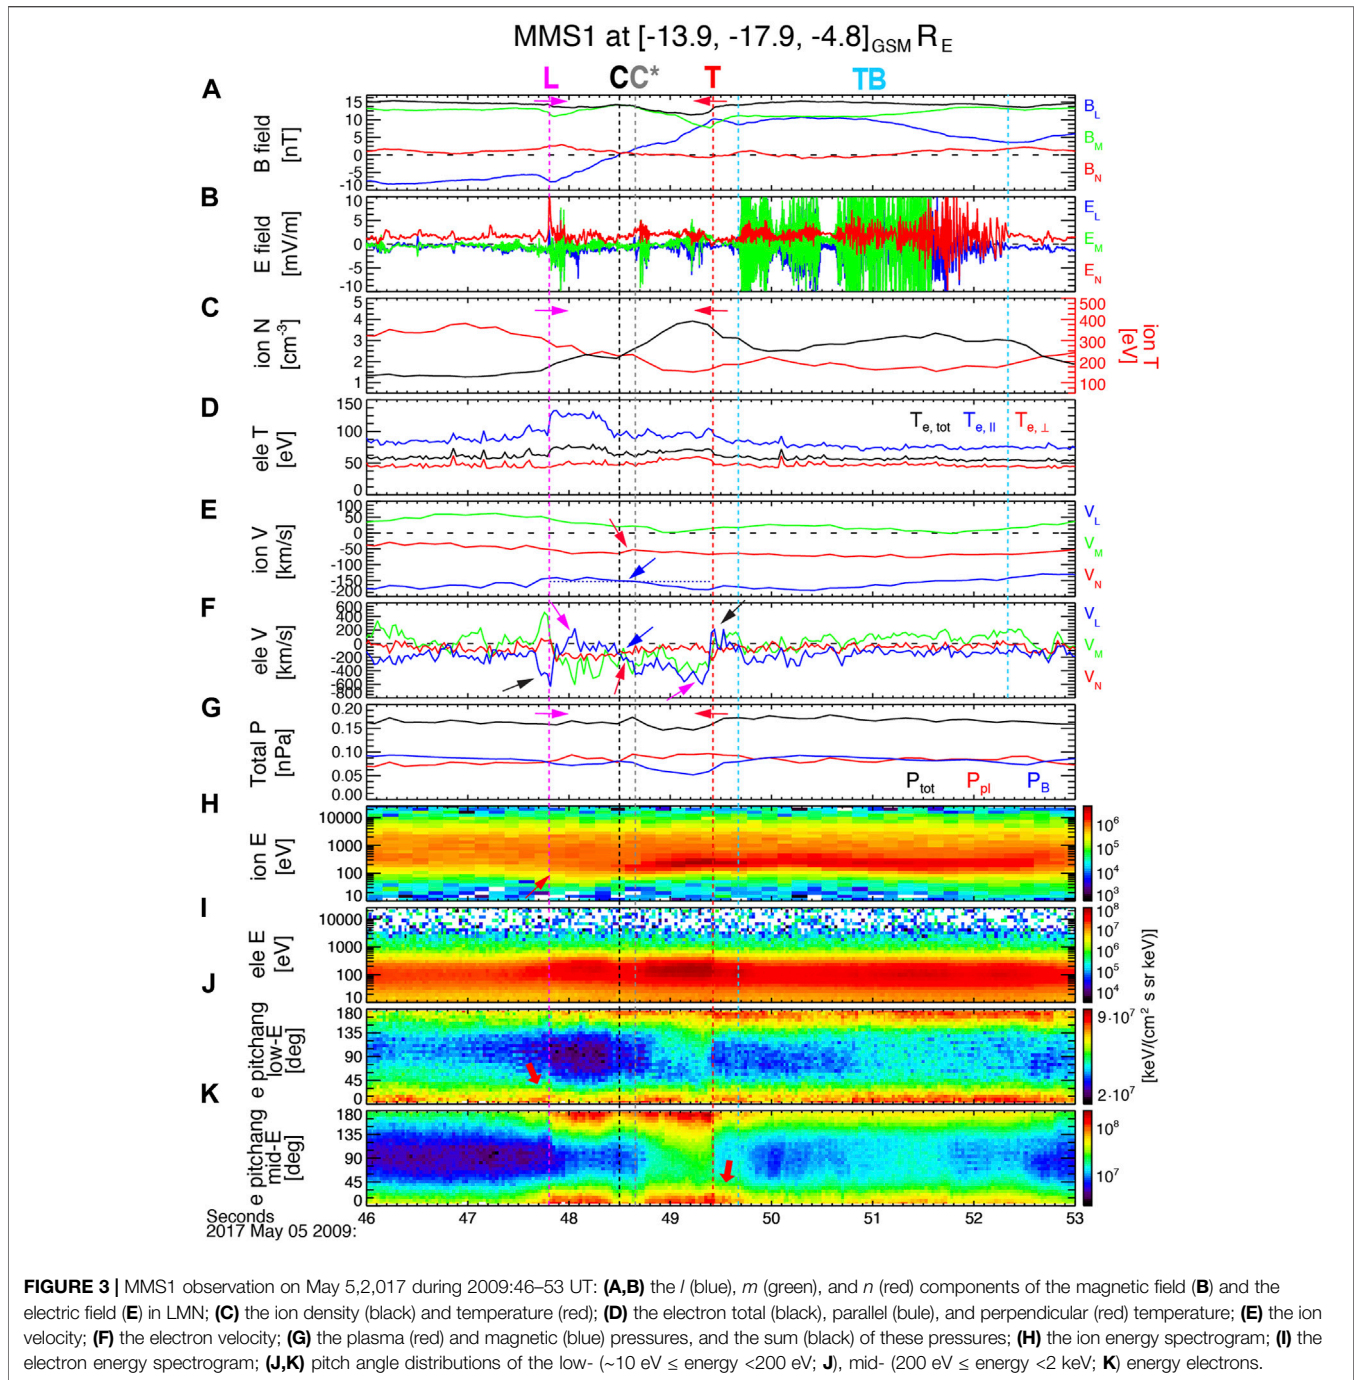 MMS1 at [-13.9, -17.9, -4.8]GSM RE
L C C* T TB
A
B field
[nT]
15
10
5
0
-5
-10
BL
BM
BN
B
E field
[mV/m]
10
5
0
-5
-10
EL
EM
EN
C
ion N
[cm-3]
5
4
3
2
1
500
400
300
200
100
ion T
[eV]
D
ele T
[eV]
150
100
50
0
Te, tot Te, || Te, ⊥
E
ion V
[km/s]
100
50
0
-50
-100
-150
-200
VL
VM
VN
F
ele V
[km/s]
600
400
200
0
-200
-400
600
800
VL
VM
VN
G
Total P
[nPa]
0.20
0.15
0.10
0.05
0.00
Ptot Ppl PB
H
ion E
[eV]
10000
1000
100
10
106
105
104
103
I
ele E
[eV]
10000
1000
100
10
108
107
106
105
104
[keV/(cm2 s sr keV)]
J
e pitchang
low-E
[deg]
180
135
90
45
0
9·107
2·107
K
e pitchang
mid-E
[deg]
180
135
90
45
0
108
107
46 47 48 49 50 51 52 53
Seconds
2017 May 05 2009:
FIGURE 3 | MMS1 observation on May 5,2,017 during 2009:46–53 UT: (A,B) the l (blue), m (green), and n (red) components of the magnetic field (B) and the
electric field (E) in LMN; (C) the ion density (black) and temperature (red); (D) the electron total (black), parallel (bule), and perpendicular (red) temperature; (E) the ion
velocity; (F) the electron velocity; (G) the plasma (red) and magnetic (blue) pressures, and the sum (black) of these pressures; (H) the ion energy spectrogram; (I) the
electron energy spectrogram; (J,K) pitch angle distributions of the low- (~10 eV ≤ energy <200 eV; J), mid- (200 eV ≤ energy <2 keV; K) energy electrons.